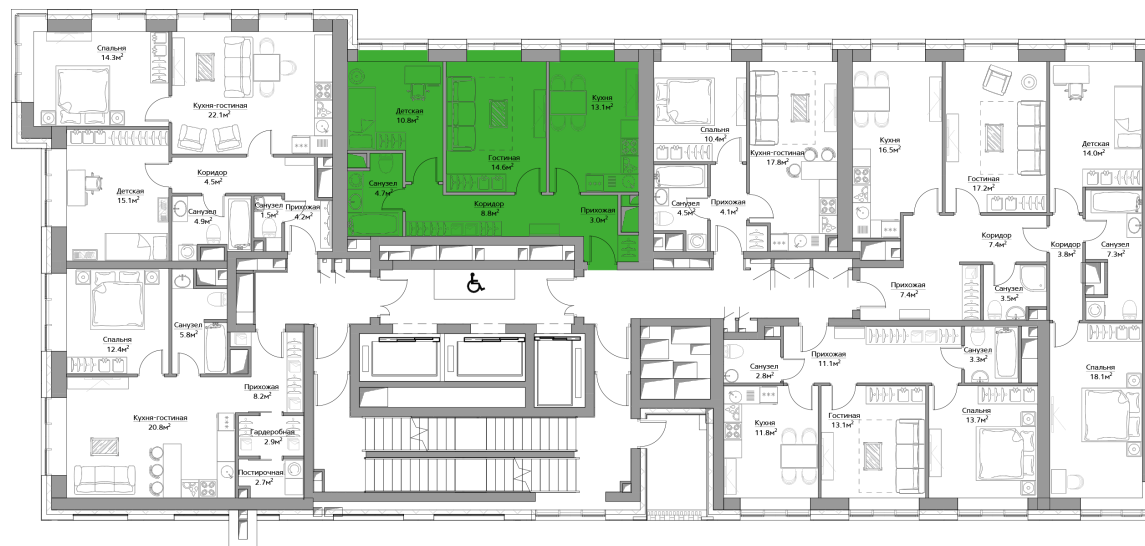 Спальня
14.3м²
Кухня-гостиная
22.1м²
Коридор
4.5м²
Детская
15.1м²
Санузел
4.9м²
Санузел
1.5м²
Прихожая
4.2м²
Детская
10.8м²
Гостиная
14.6м²
Кухня
13.1м²
Санузел
4.7м²
Коридор
8.8м²
Прихожая
3.0м²
Спальня
10.4м²
Кухня-гостиная
17.8м²
Санузел
4.5м²
Прихожая
4.1м²
Кухня
16.5м²
Гостиная
17.2м²
Детская
14.0м²
Коридор
7.4м²
Коридор
3.8м²
Санузел
7.3м²
Прихожая
7.4м²
Санузел
3.5м²
Спальня
12.4м²
Санузел
5.8м²
Прихожая
8.2м²
Кухня-гостиная
20.8м²
Гардеробная
2.9м²
Постирочная
2.7м²
Санузел
2.8м²
Прихожая
11.1м²
Санузел
3.3м²
Кухня
11.8м²
Гостиная
13.1м²
Спальня
13.7м²
Спальня
18.1м²